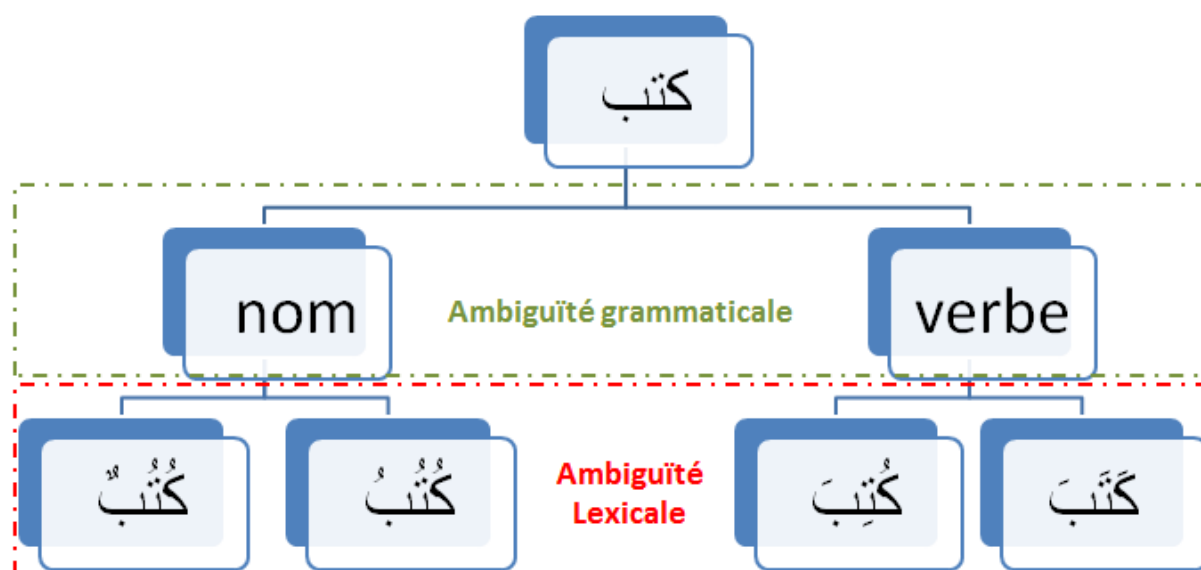 كتب
nom
Ambiguïté grammaticale
verbe
كُتُبٌ
كُتُبُ
Ambiguïté
Lexicale
كُتِبَ
كَتَبَ